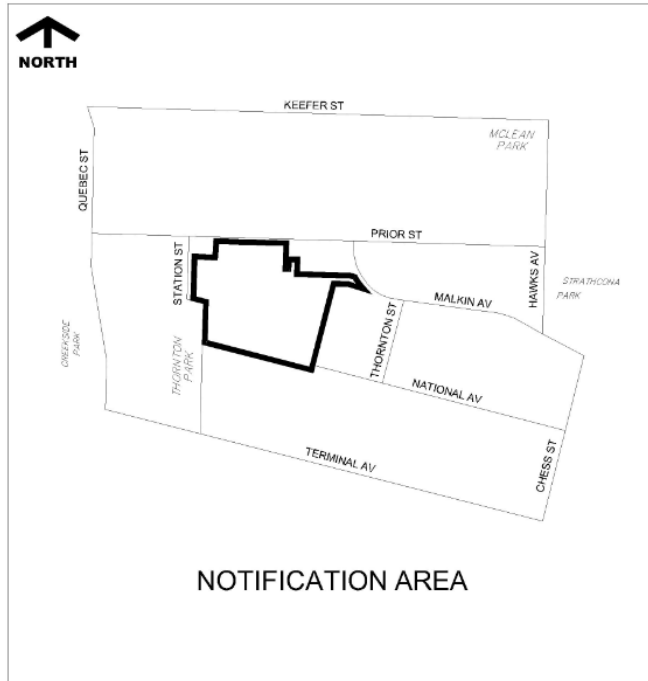 NORTH
KEEFER ST
MCLEAN
PARK
QUEBEC ST
PRIOR ST
STATION ST
HAWKS AV
STRATHCONA
PARK
MALKIN AV
THORNTON ST
CREEKSIDE
PARK
THORNTON
PARK
NATIONAL AV
TERMINAL AV
CHESS ST
NOTIFICATION AREA